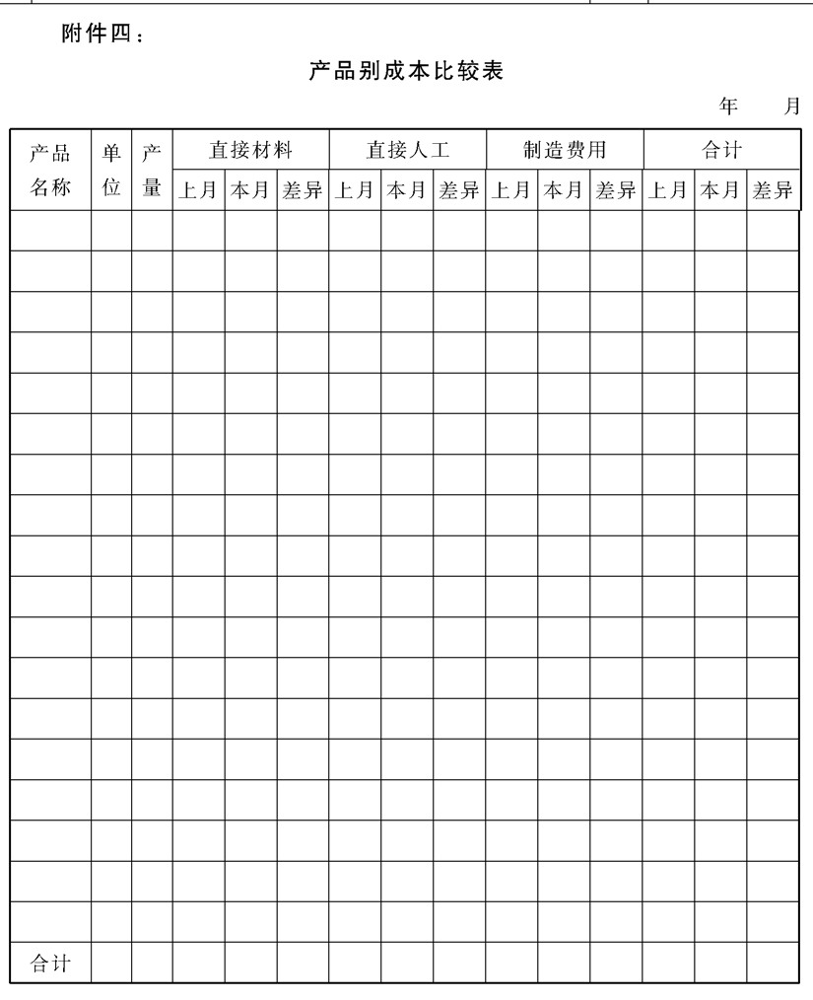 附件四：
产品别成本比较表
年 月
产品名称 单位 产量 直接材料 直接人工 制造费用 合计
上月 本月 差异 上月 本月 差异 上月 本月 差异 上月 本月 差异
合计